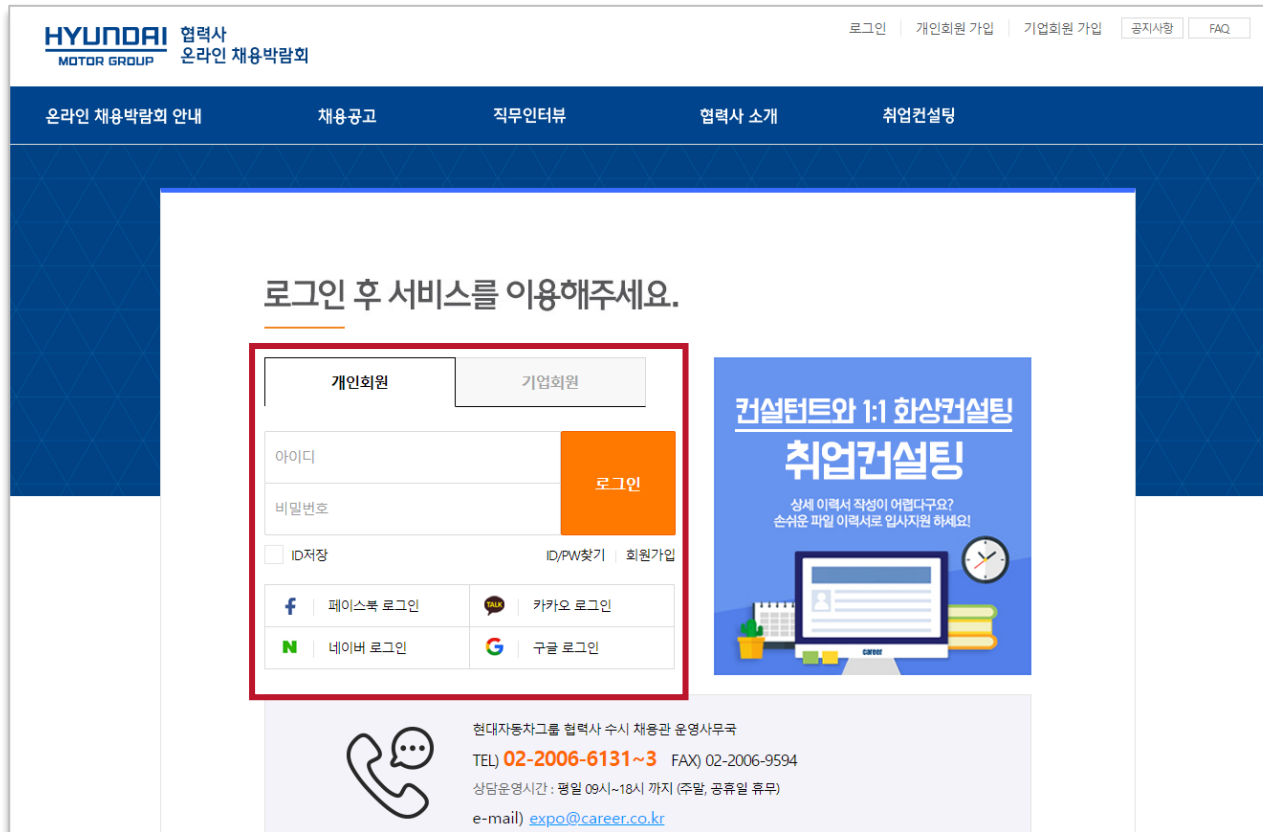 HYUNDAI
MOTOR GROUP
협력사
온라인 채용박람회
로그인 개인회원 가입 기업회원 가입 공지사항 FAQ
온라인 채용박람회 안내 채용공고 직무인터뷰 협력사 소개 취업컨설팅
로그인 후 서비스를 이용해주세요.
개인회원 기업회원
아이디
비밀번호
로그인
ID저장 ID/PW찾기 회원가입
페이스북 로그인 TALK 카카오 로그인
N 네이버 로그인 G 구글 로그인
컨설턴트와 1:1 화상컨설팅
취업컨설팅
상세 이력서 작성이 어렵다구요?
손쉬운 파일 이력서로 입사지원 하세요!
career
현대자동차그룹 협력사 수시 채용관 운영사무국
TEL) 02-2006-6131~3 FAX) 02-2006-9594
상담운영시간 : 평일 09시~18시 까지 (주말, 공휴일 휴무)
e-mail) expo@career.co.kr